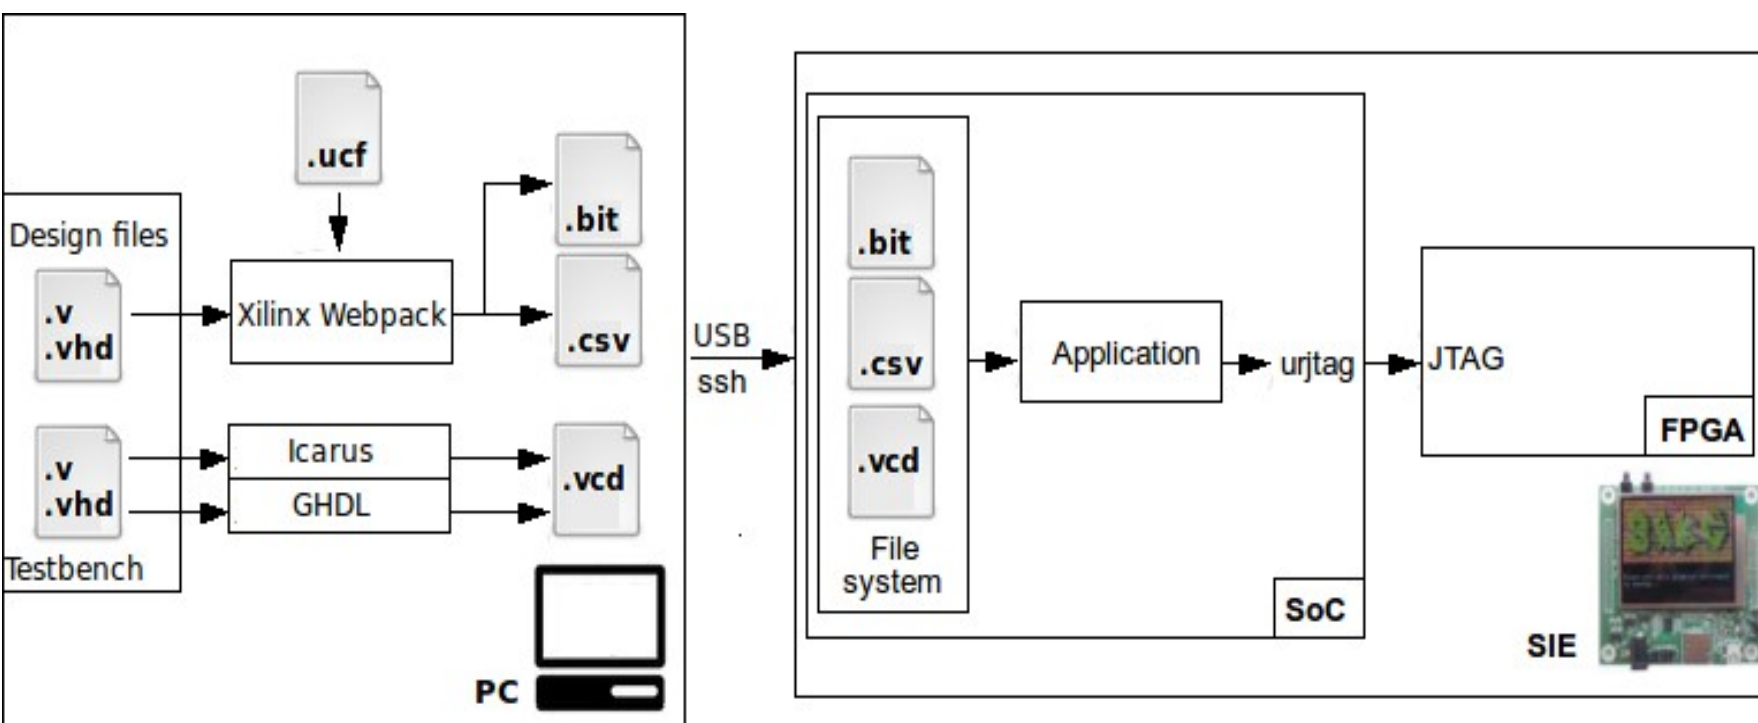 .ucf
.bit
Design files
.v
.vhd
Xilinx Webpack
.csv
.v
.vhd
Testbench
Icarus
GHDL
.vcd
PC
USB
ssh
.bit
.csv
.vcd
File
system
Application
urjtag
SoC
JTAG
FPGA
SIE